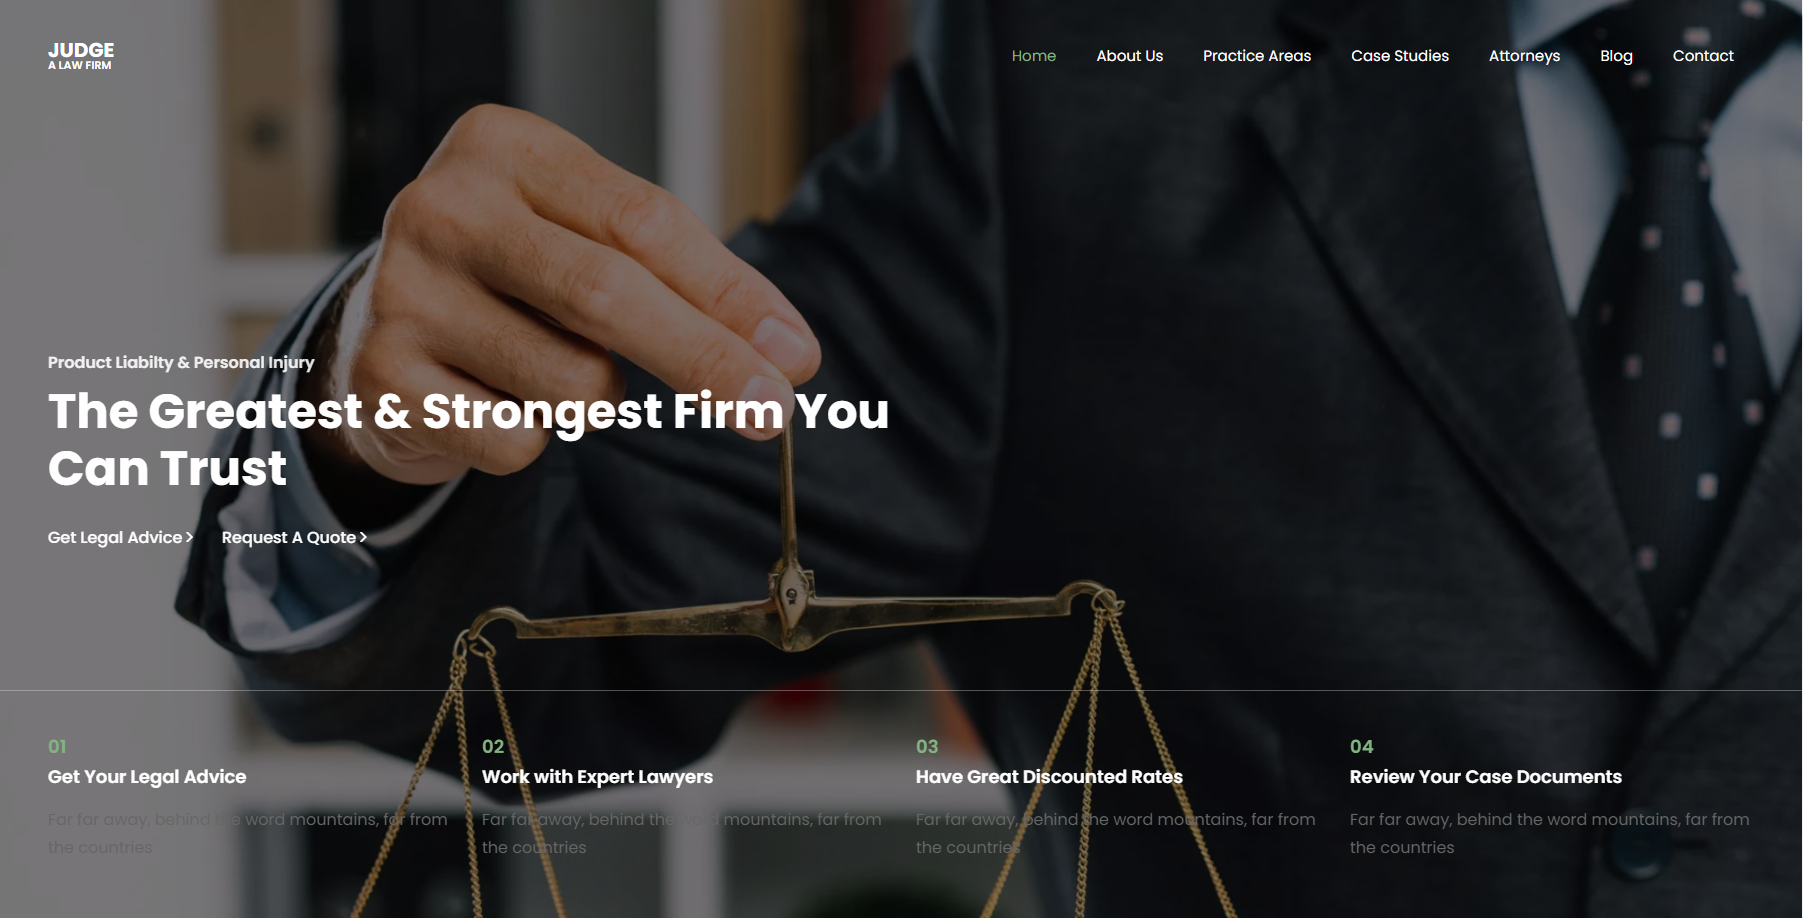 JUDGE
A LAW FIRM
Home About Us Practice Areas Case Studies Attorneys Blog Contact
Product Liabilty & Personal Injury
The Greatest & Strongest Firm You
Can Trust
Get Legal Advice > Request A Quote >
01
Get Your Legal Advice
Far far away, behind the word mountains, far from
the countries
02
Work with Expert Lawyers
Far far away, behind the word mountains, far from
the countries
03
Have Great Discounted Rates
Far far away, behind the word mountains, far from
the countries
04
Review Your Case Documents
Far far away, behind the word mountains, far from
the countries